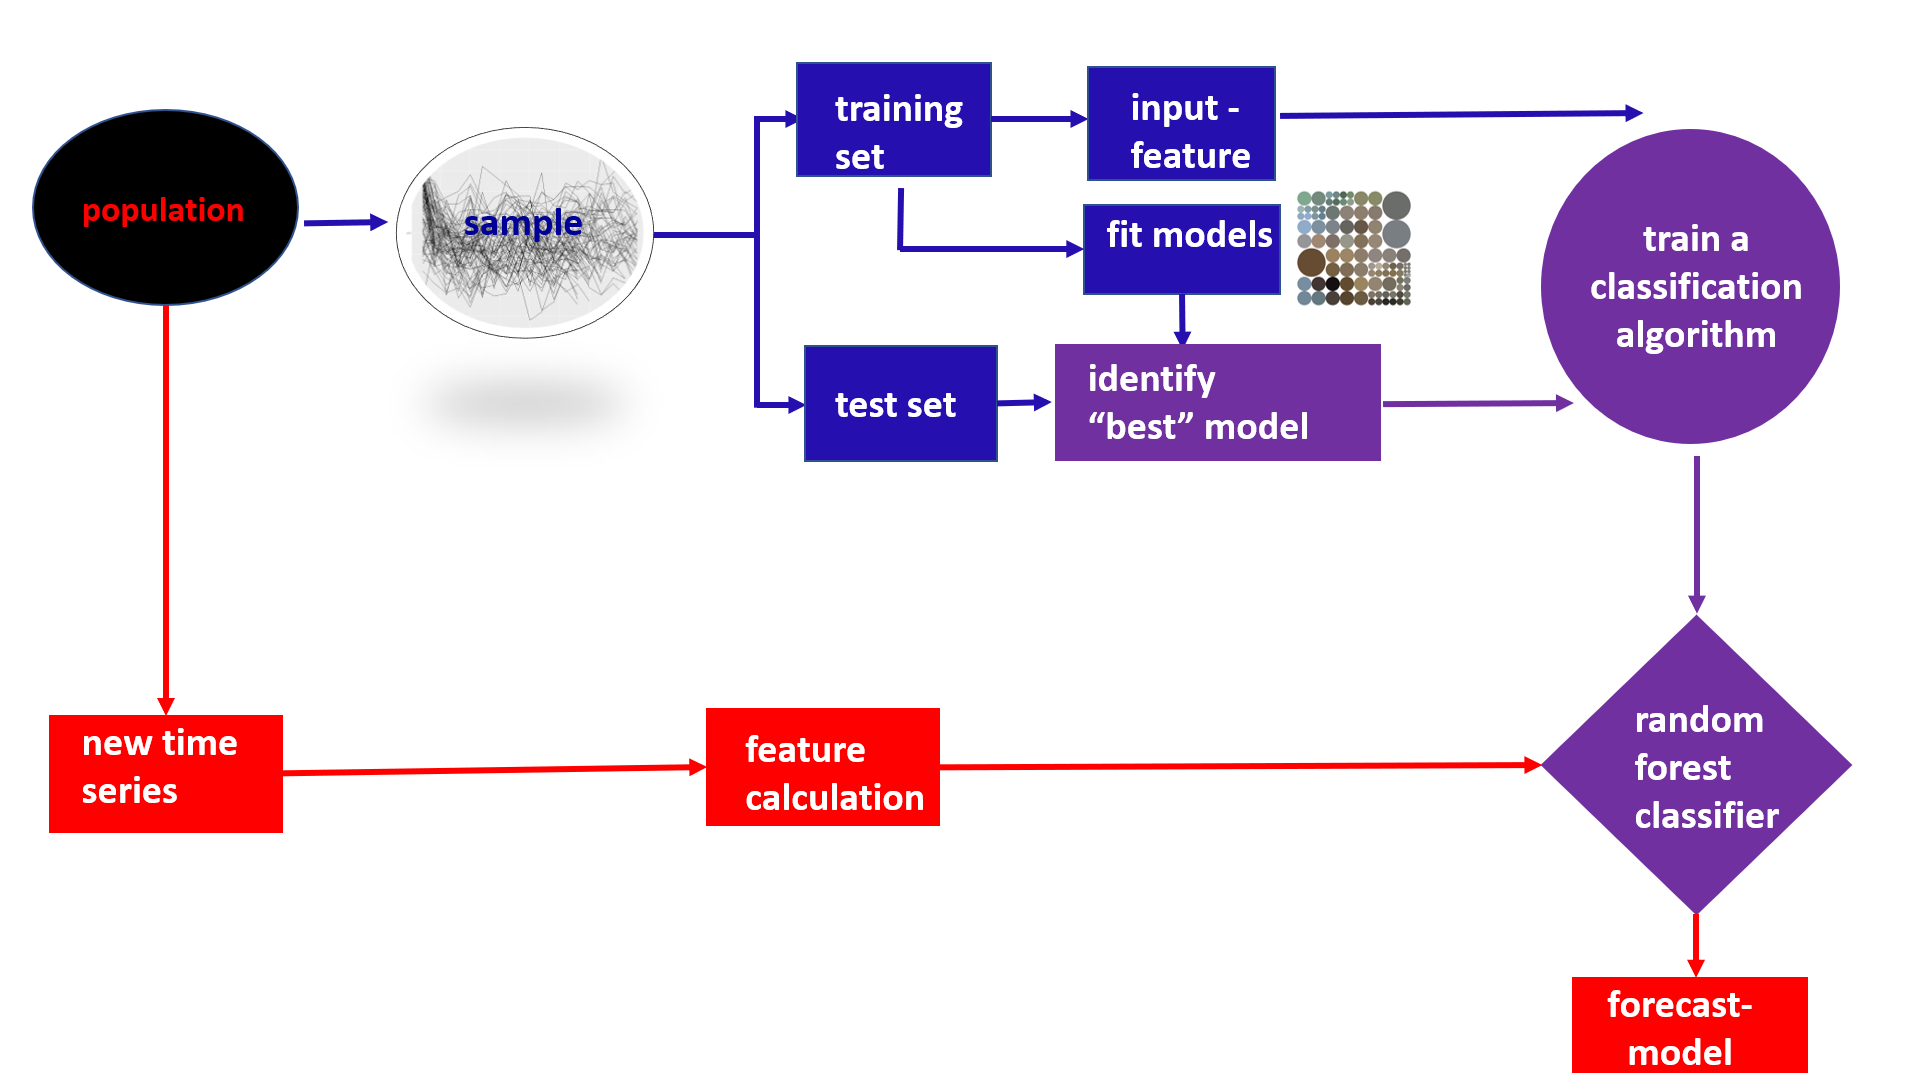 population
sample
training
set
input -
feature
fit models
test set
identify
“best” model
train a
classification
algorithm
new time
series
feature
calculation
random
forest
classifier
forecast-
model